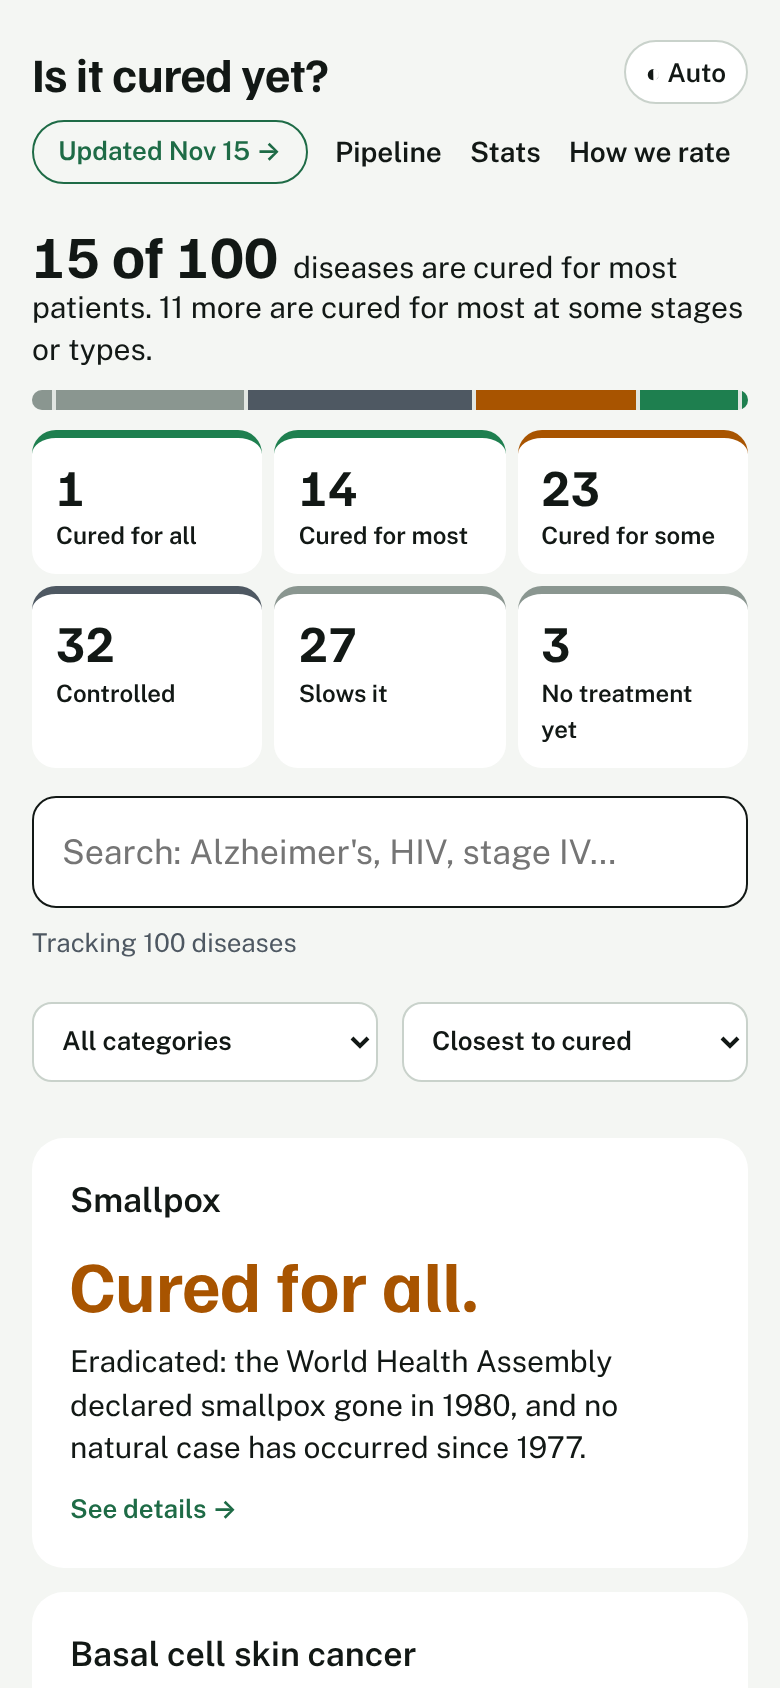 Is it cured yet?
Auto
Updated Nov 15 →
Pipeline
Stats
How we rate
15 of 100 diseases are cured for most
patients. 11 more are cured for most at some stages
or types.
1
Cured for all
14
Cured for most
23
Cured for some
32
Controlled
27
Slows it
3
No treatment
yet
Search: Alzheimer's, HIV, stage IV...
Tracking 100 diseases
All categories
Closest to cured
Smallpox
Cured for all.
Eradicated: the World Health Assembly
declared smallpox gone in 1980, and no
natural case has occurred since 1977.
See details →
Basal cell skin cancer